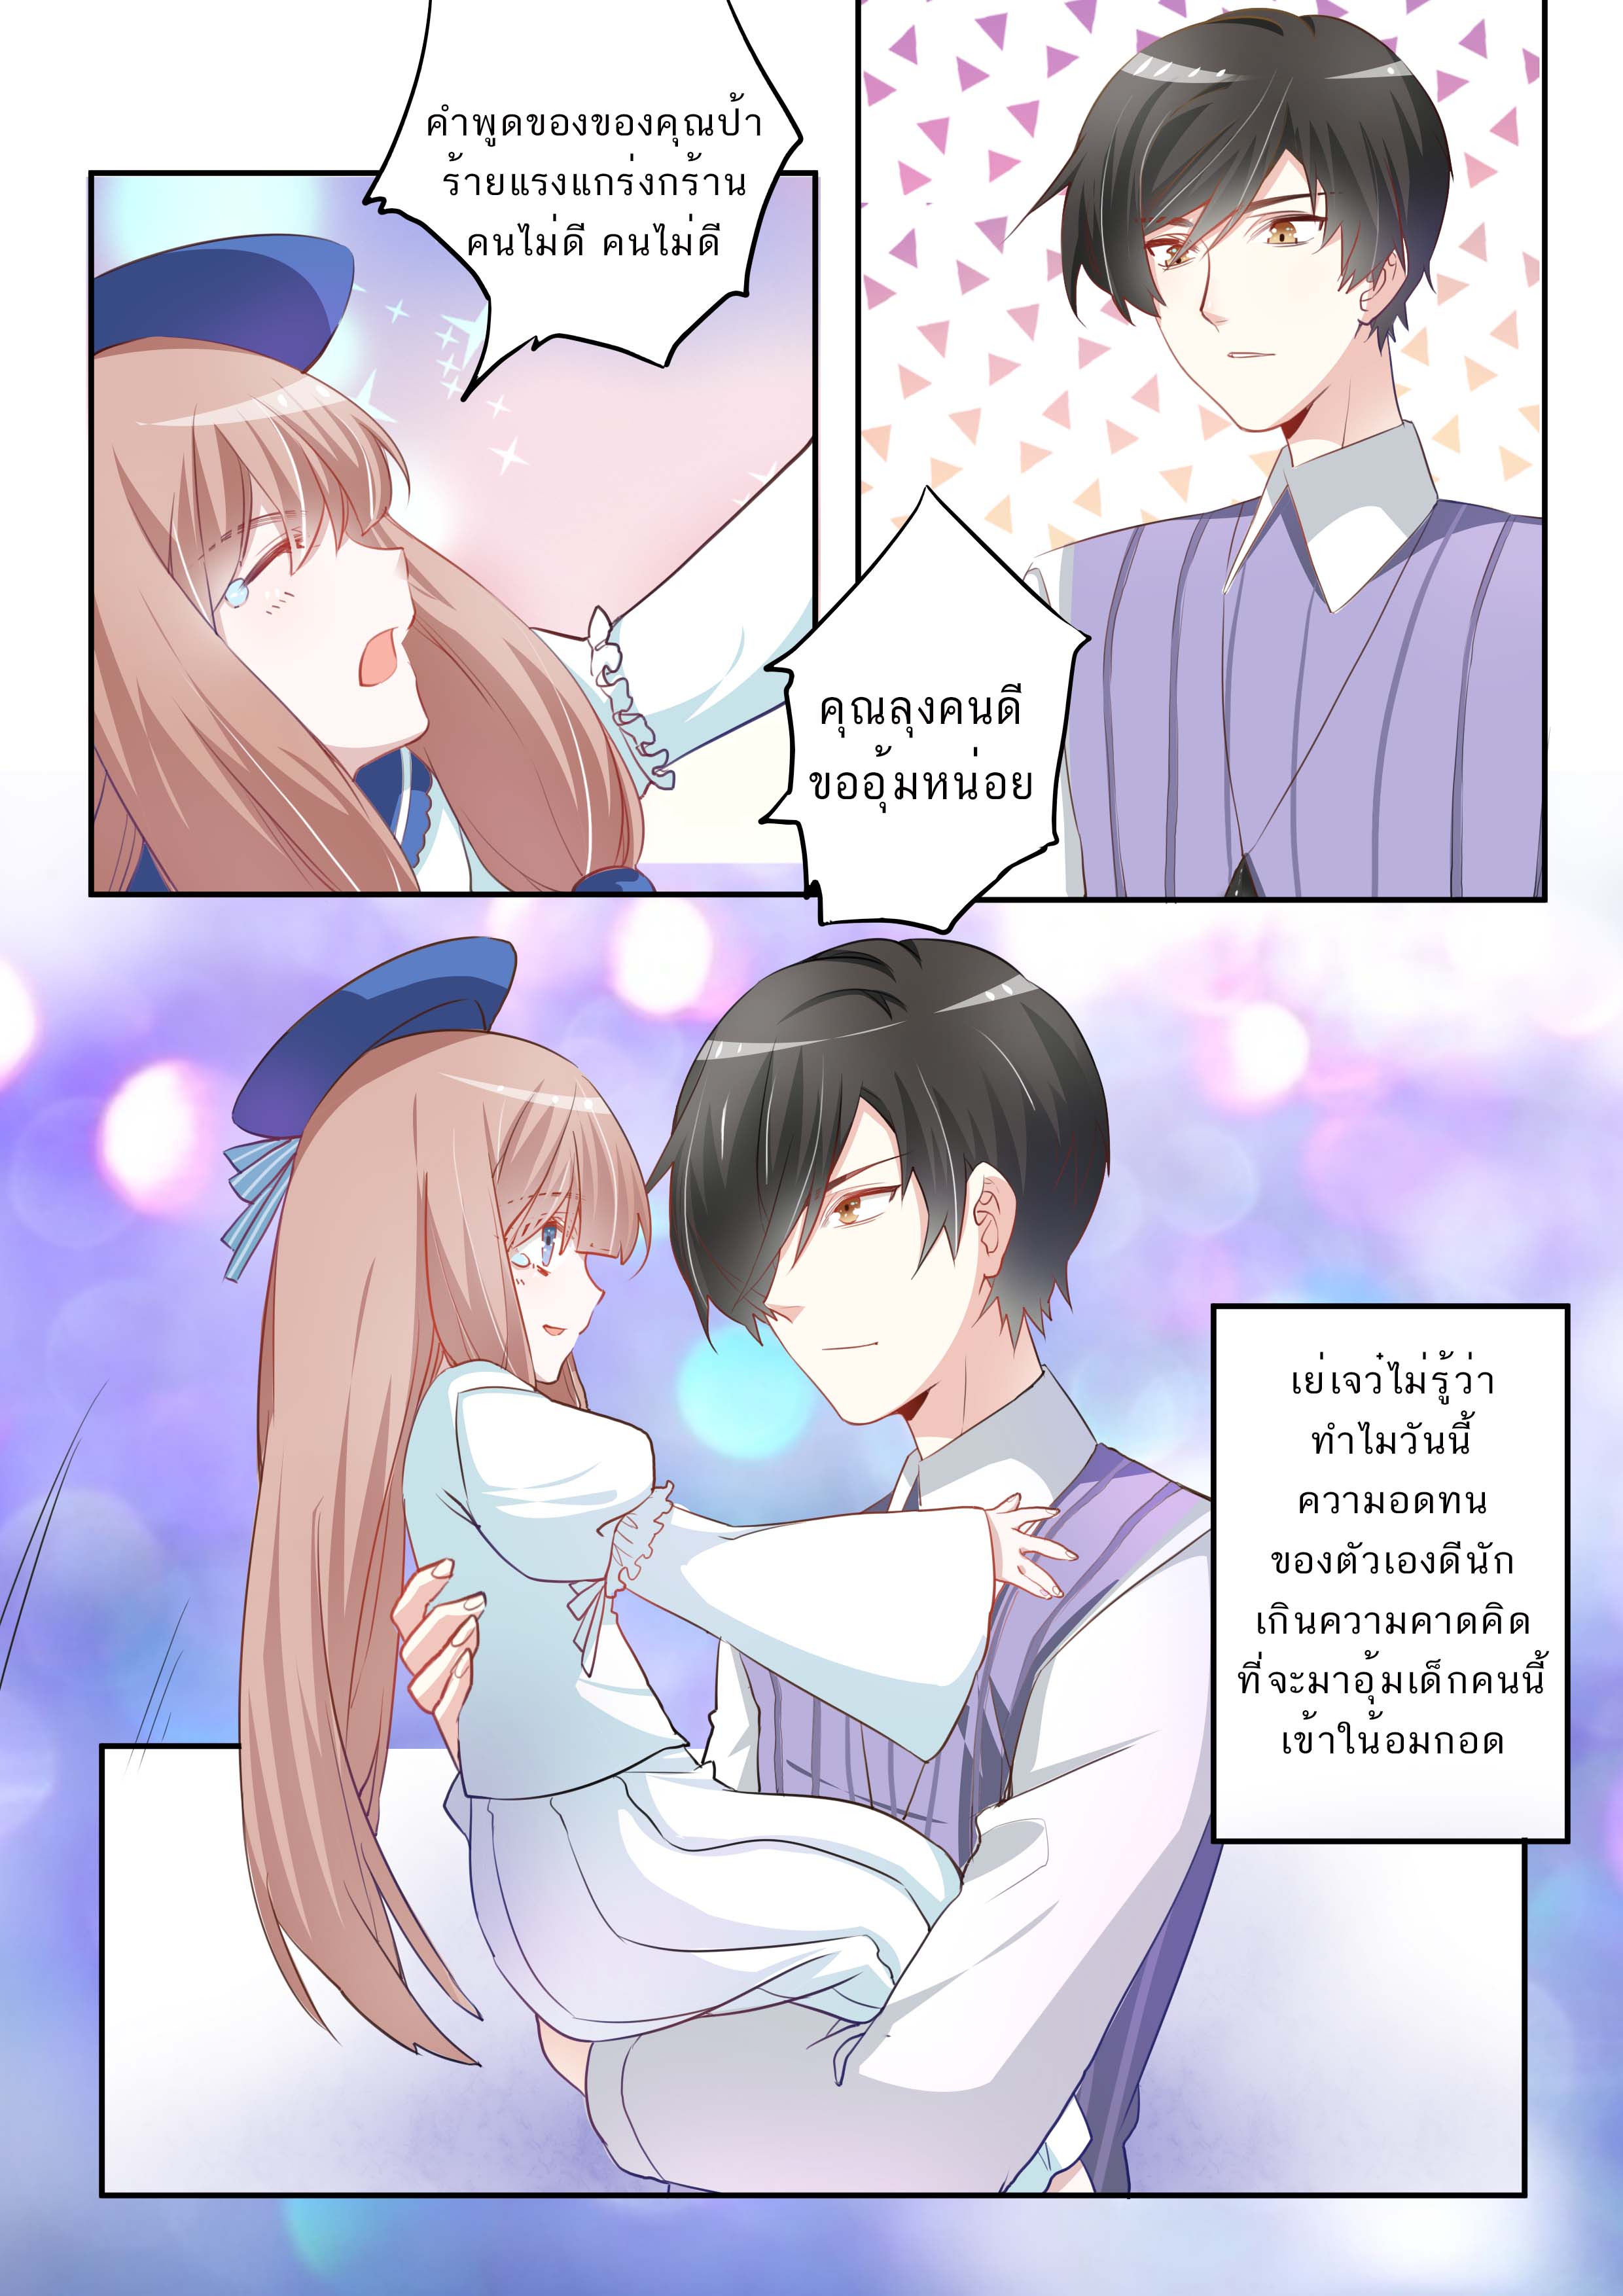 คำพูดของของคุณป้า
ร้ายแรงแกร่งกร้าน
คนไม่ดี คนไม่ดี
คุณลุงคนดี
ขออุ้มหน่อย
เย่เจว๋ไม่รู้ว่า
ทำไมวันนี้
ความอดทน
ของตัวเองดีนัก
เกินความคาดคิด
ที่จะมาอุ้มเด็กคนนี้
เข้าใน้อมกอด